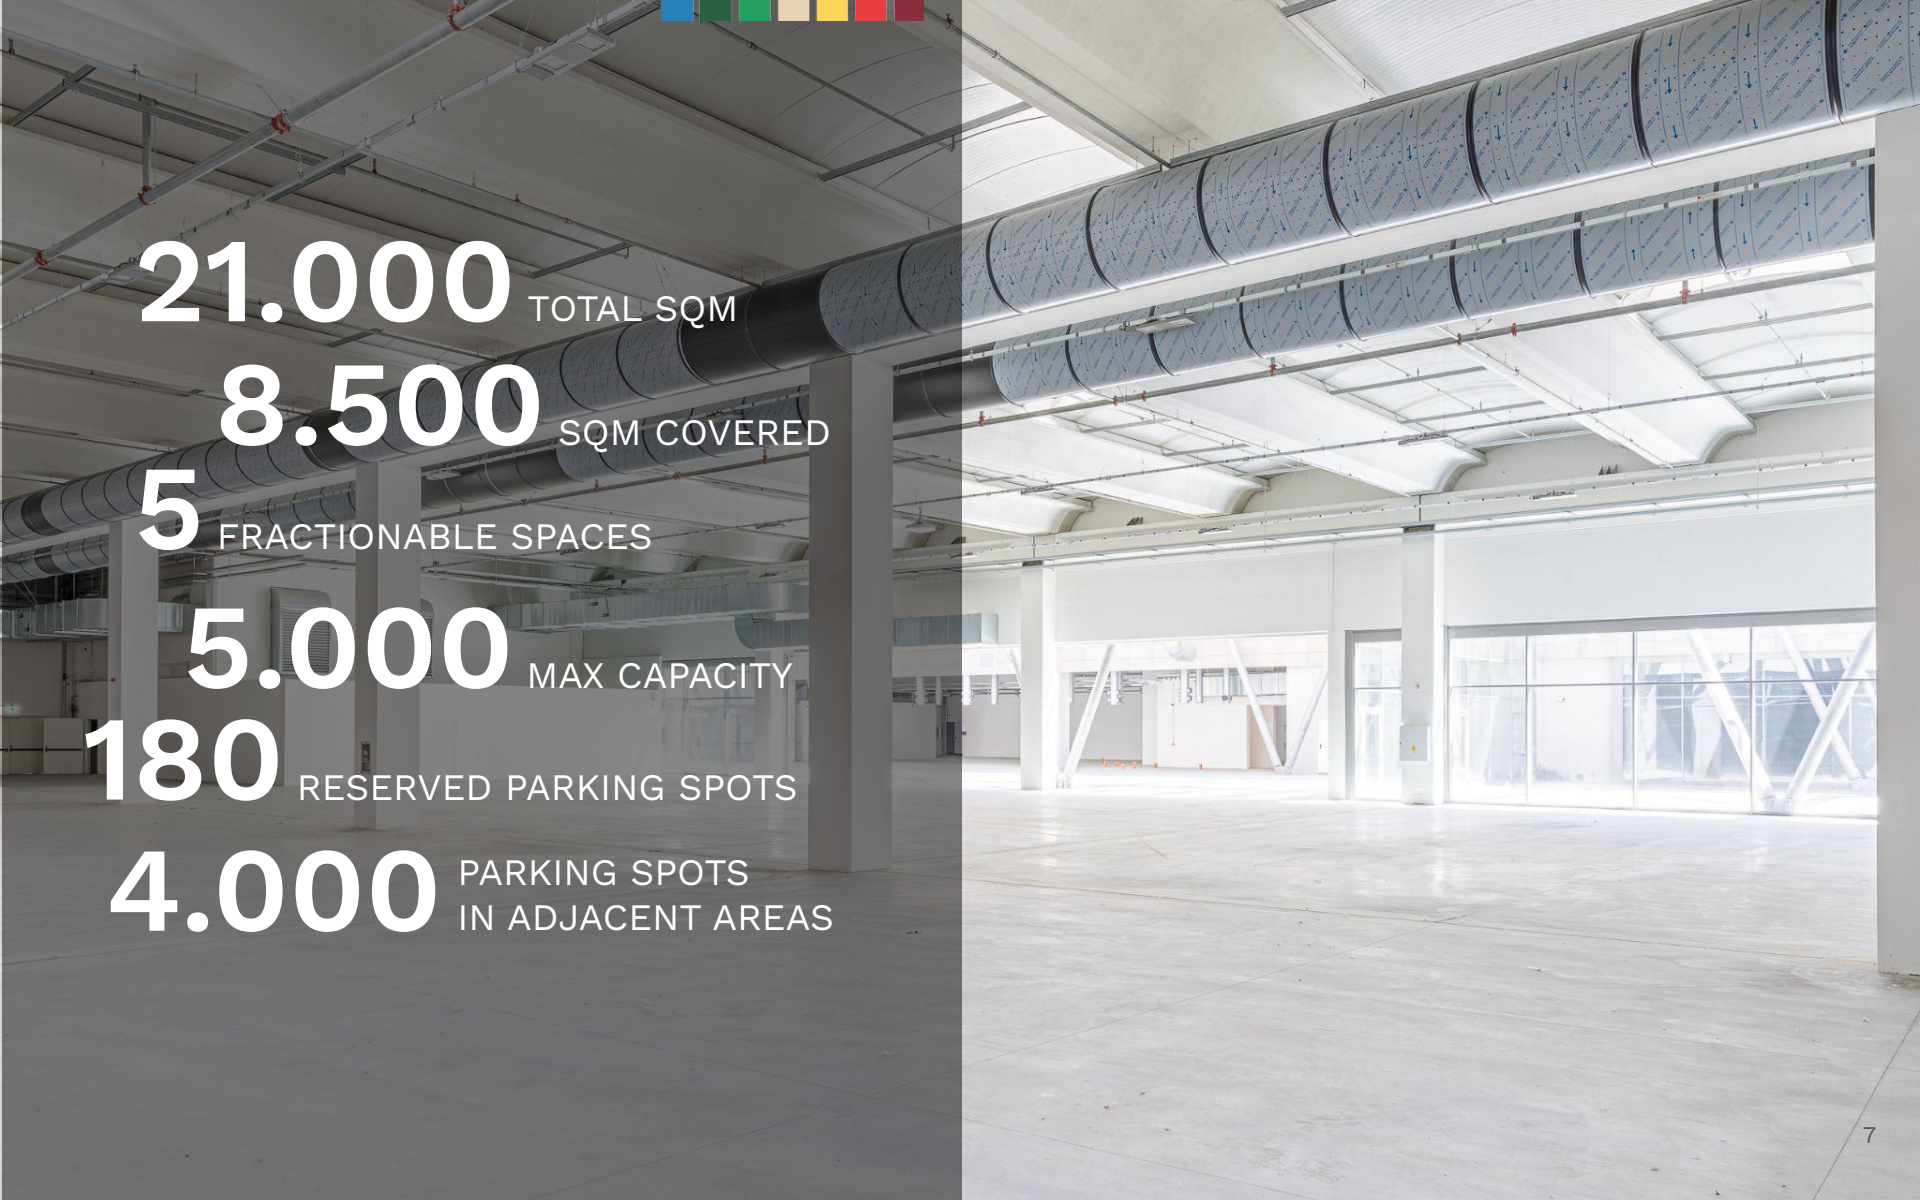 21.000 TOTAL SQM
8.500 SQM COVERED
5 FRACTIONABLE SPACES
5.000 MAX CAPACITY
180 RESERVED PARKING SPOTS
4.000 PARKING SPOTS
IN ADJACENT AREAS
7